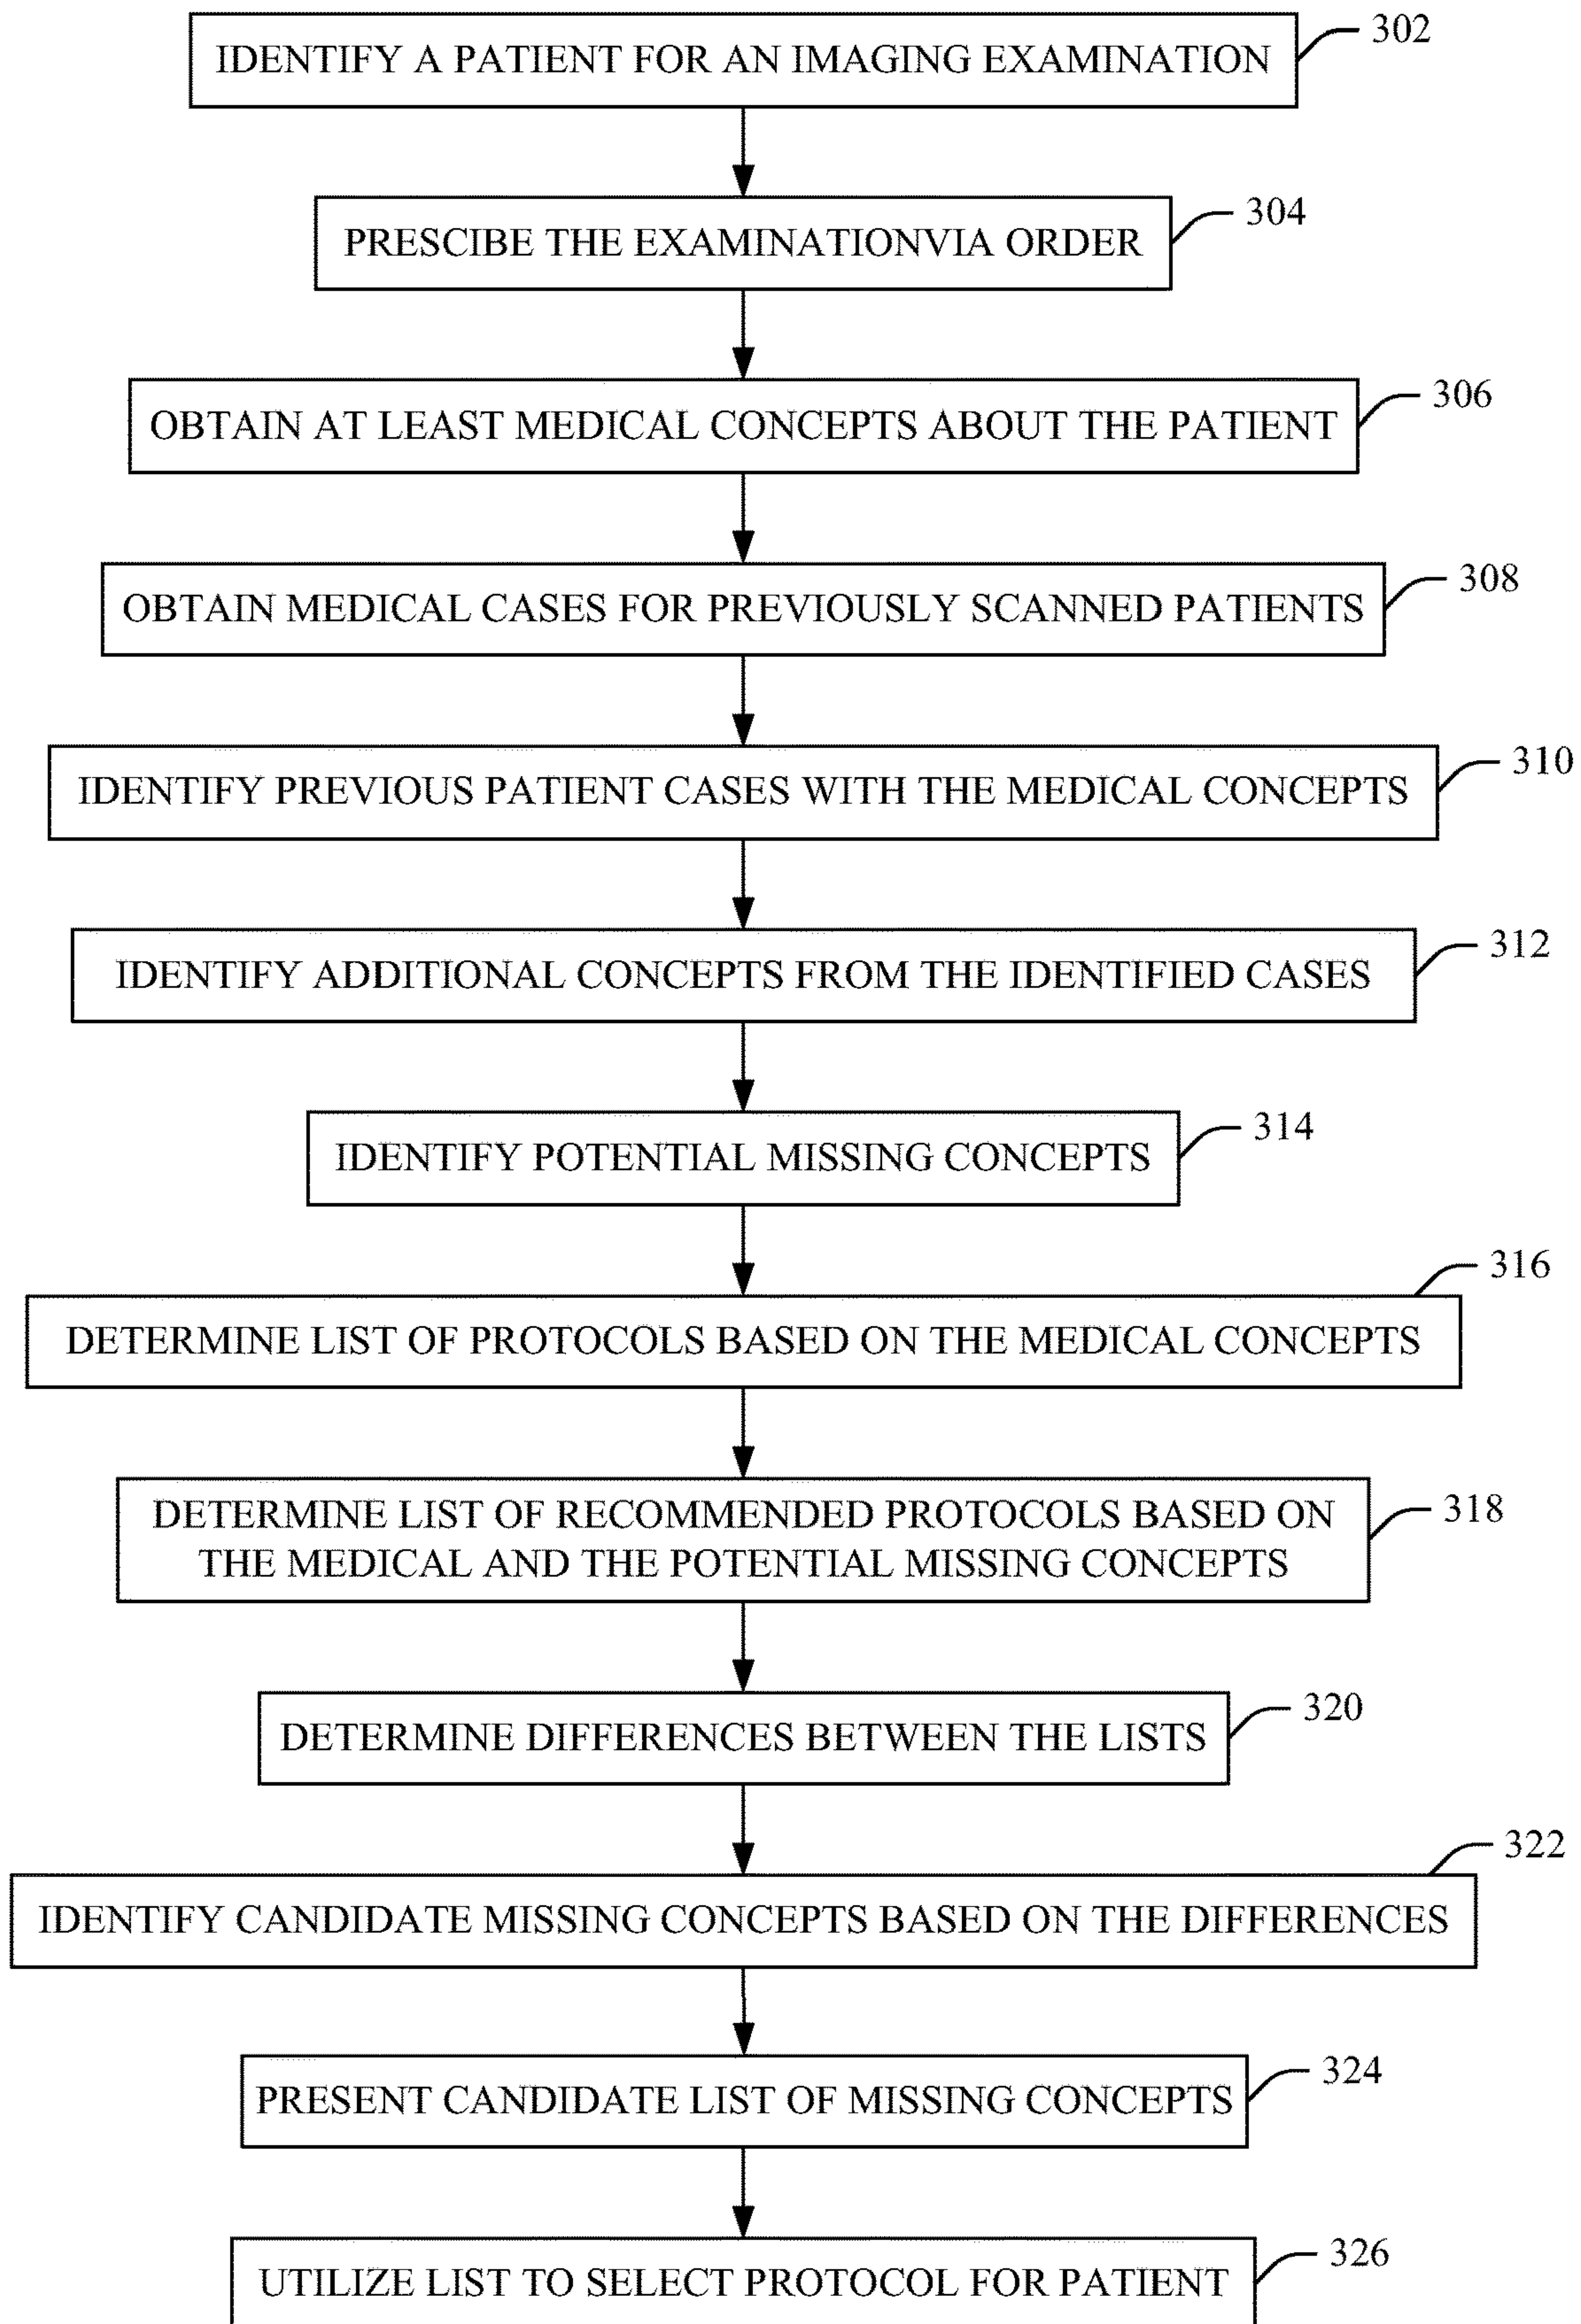 IDENTIFY A PATIENT FOR AN IMAGING EXAMINATION
302
PRESCIBE THE EXAMINATIONVIA ORDER
304
OBTAIN AT LEAST MEDICAL CONCEPTS ABOUT THE PATIENT
306
OBTAIN MEDICAL CASES FOR PREVIOUSLY SCANNED PATIENTS
308
IDENTIFY PREVIOUS PATIENT CASES WITH THE MEDICAL CONCEPTS
310
IDENTIFY ADDITIONAL CONCEPTS FROM THE IDENTIFIED CASES
312
IDENTIFY POTENTIAL MISSING CONCEPTS
314
DETERMINE LIST OF PROTOCOLS BASED ON THE MEDICAL CONCEPTS
316
DETERMINE LIST OF RECOMMENDED PROTOCOLS BASED ON
THE MEDICAL AND THE POTENTIAL MISSING CONCEPTS
318
DETERMINE DIFFERENCES BETWEEN THE LISTS
320
IDENTIFY CANDIDATE MISSING CONCEPTS BASED ON THE DIFFERENCES
322
PRESENT CANDIDATE LIST OF MISSING CONCEPTS
324
UTILIZE LIST TO SELECT PROTOCOL FOR PATIENT
326